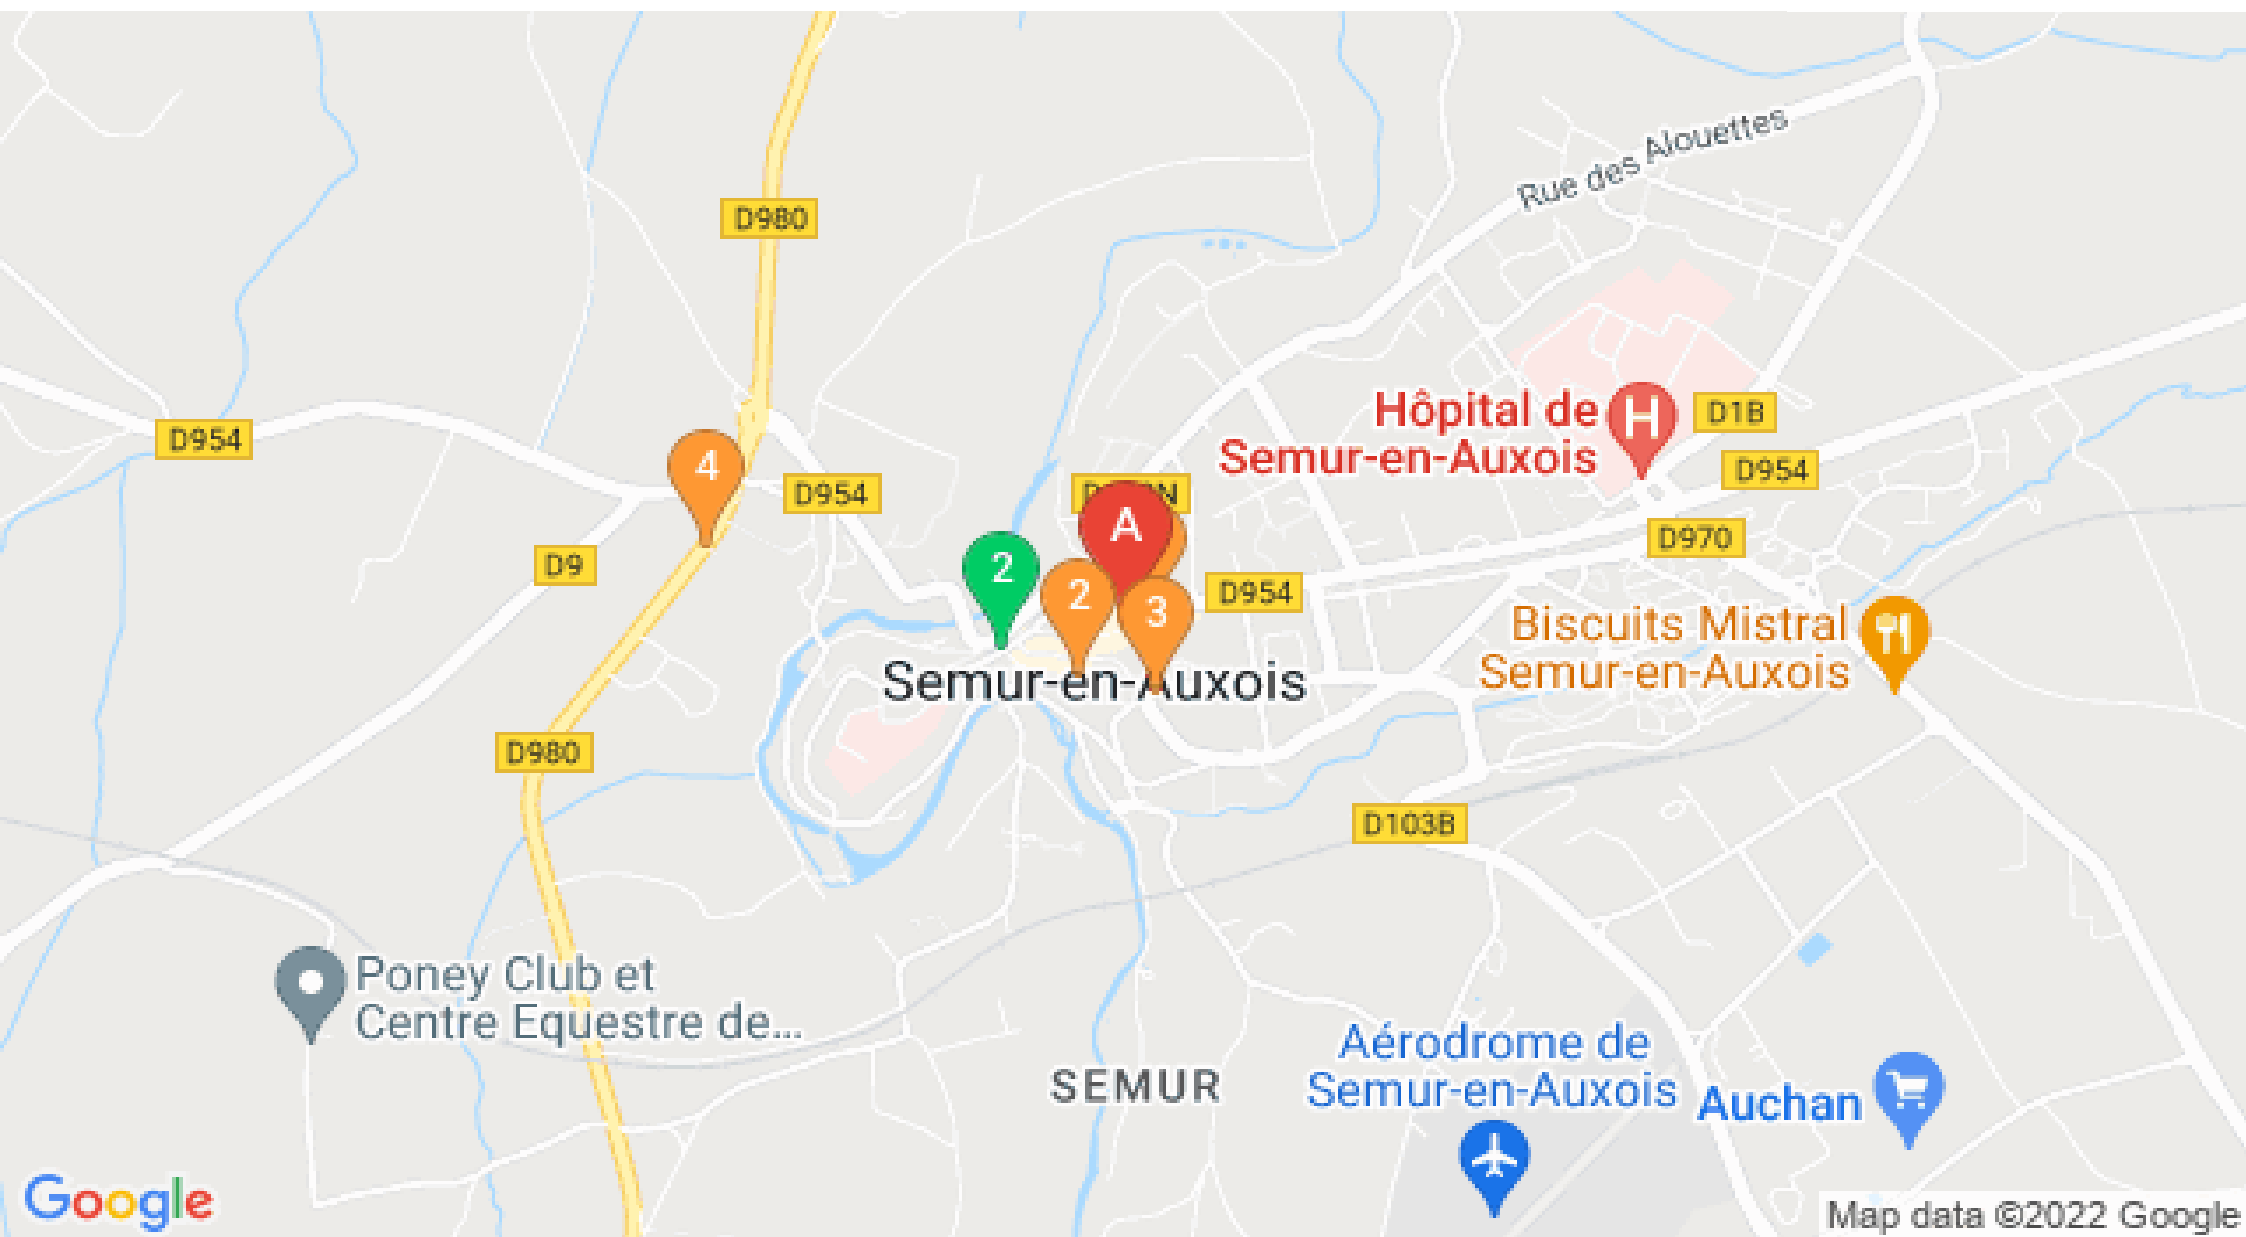 Rue des Alouettes
D980
Hôpital de
Semur-en-Auxois
D1B
D954
D954
4
D954
A
D970
2
D9
2
D954
3
Biscuits Mistral
Semur-en-Auxois
Semur-en-Auxois
D980
D103B
Poney Club et
Centre Equestre de...
Aérodrome de
Semur-en-Auxois
SEMUR
Auchan
Google
Map data ©2022 Google